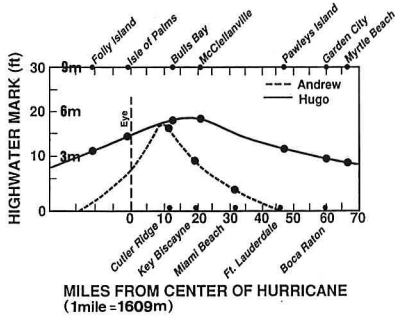 Folly Island
Isle of Palms
Bulls Bay
McClellanville
Pawleys Island
Garden City
Myrtle Beach
HIGHWATER MARK (ft)
30
20
10
0
9m
6m
3m
Eye
Andrew
Hugo
0 10 20 30 40 50 60 70
Cutler Ridge
Key Biscayne
Miami Beach
Ft. Lauderdale
Boca Raton
MILES FROM CENTER OF HURRICANE
(1mile = 1609m)